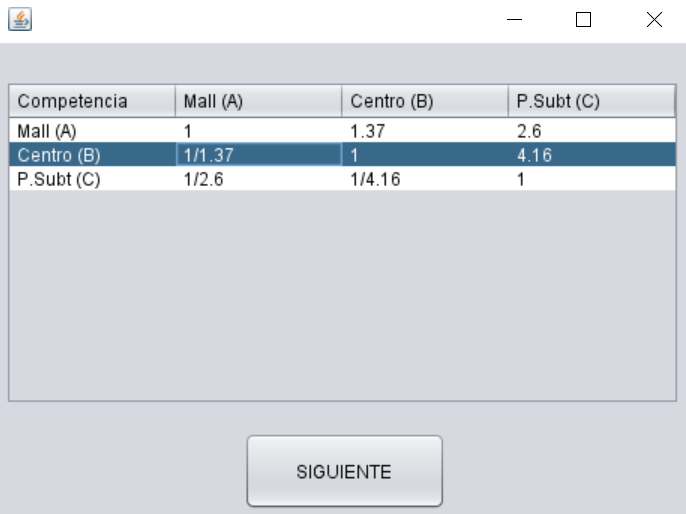 Competencia Mall (A) Centro (B) P.Subt (C)
Mall (A) 1 1.37 2.6
Centro (B) 1/1.37 1 4.16
P.Subt (C) 1/2.6 1/4.16 1
SIGUIENTE